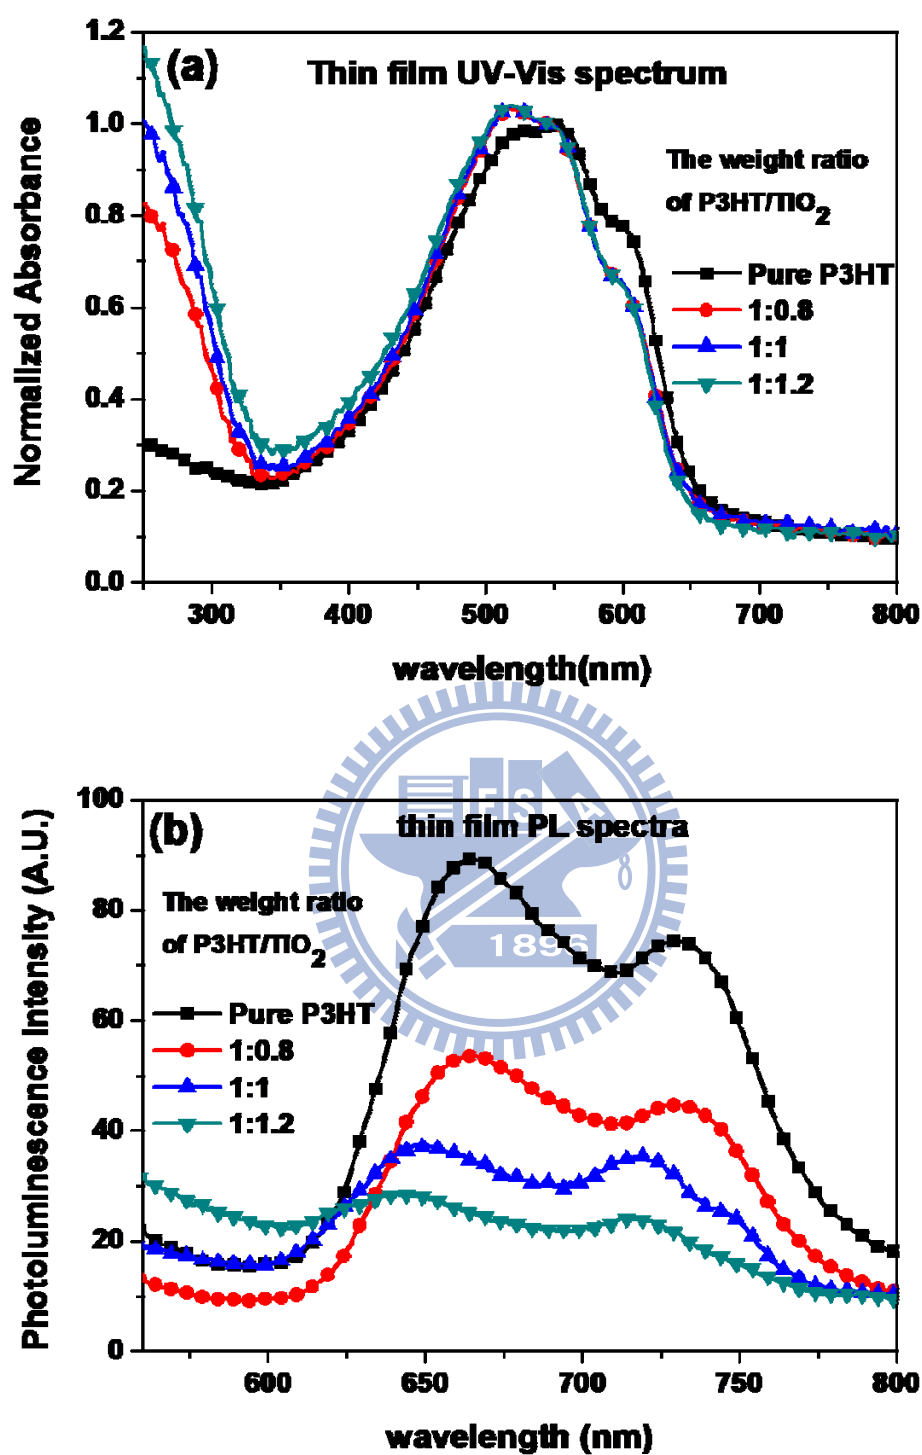 1.2
(a)
Thin film UV-Vis spectrum
1.0
The weight ratio
of P3HT/TIO2
0.8
Pure P3HT
0.6
1:0.8
1:1
0.4
1:1.2
0.2
0.0
Normalized Absorbance
300 400 500 600 700 800
wavelength(nm)
100
(b)
thin film PL spectra
ES
A
80
The weight ratio
of P3HT/TIO2
1896
60
Pure P3HT
1:0.8
1:1
40
1:1.2
20
0
Photoluminescence Intensity (A.U.)
600 650 700 750 800
wavelength (nm)